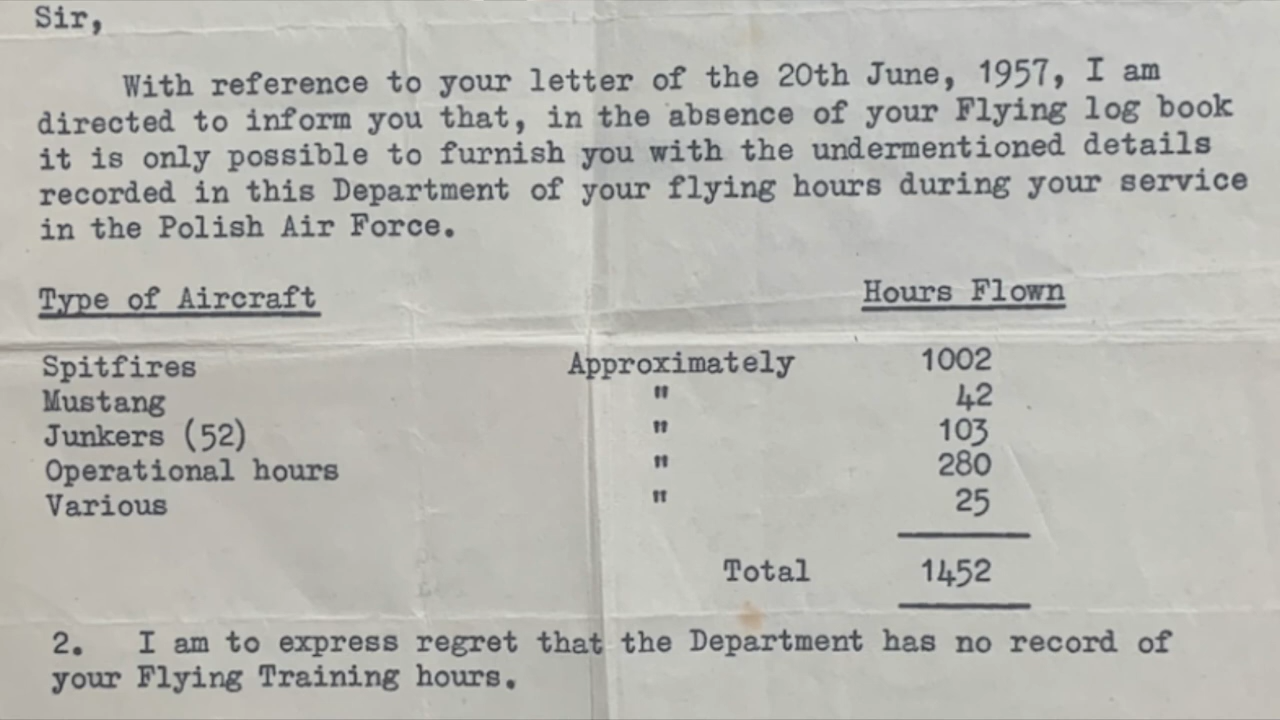 Sir,
With reference to your letter of the 20th June, 1957, I am
directed to inform you that, in the absence of your Flying log book
it is only possible to furnish you with the undermentioned details
recorded in this Department of your flying hours during your service
in the Polish Air Force.
Type of Aircraft Hours Flown
Spitfires Approximately 1002
Mustang " 42
Junkers (52) " 103
Operational hours " 280
Various " 25
Total 1452
2. I am to express regret that the Department has no record of
your Flying Training hours.